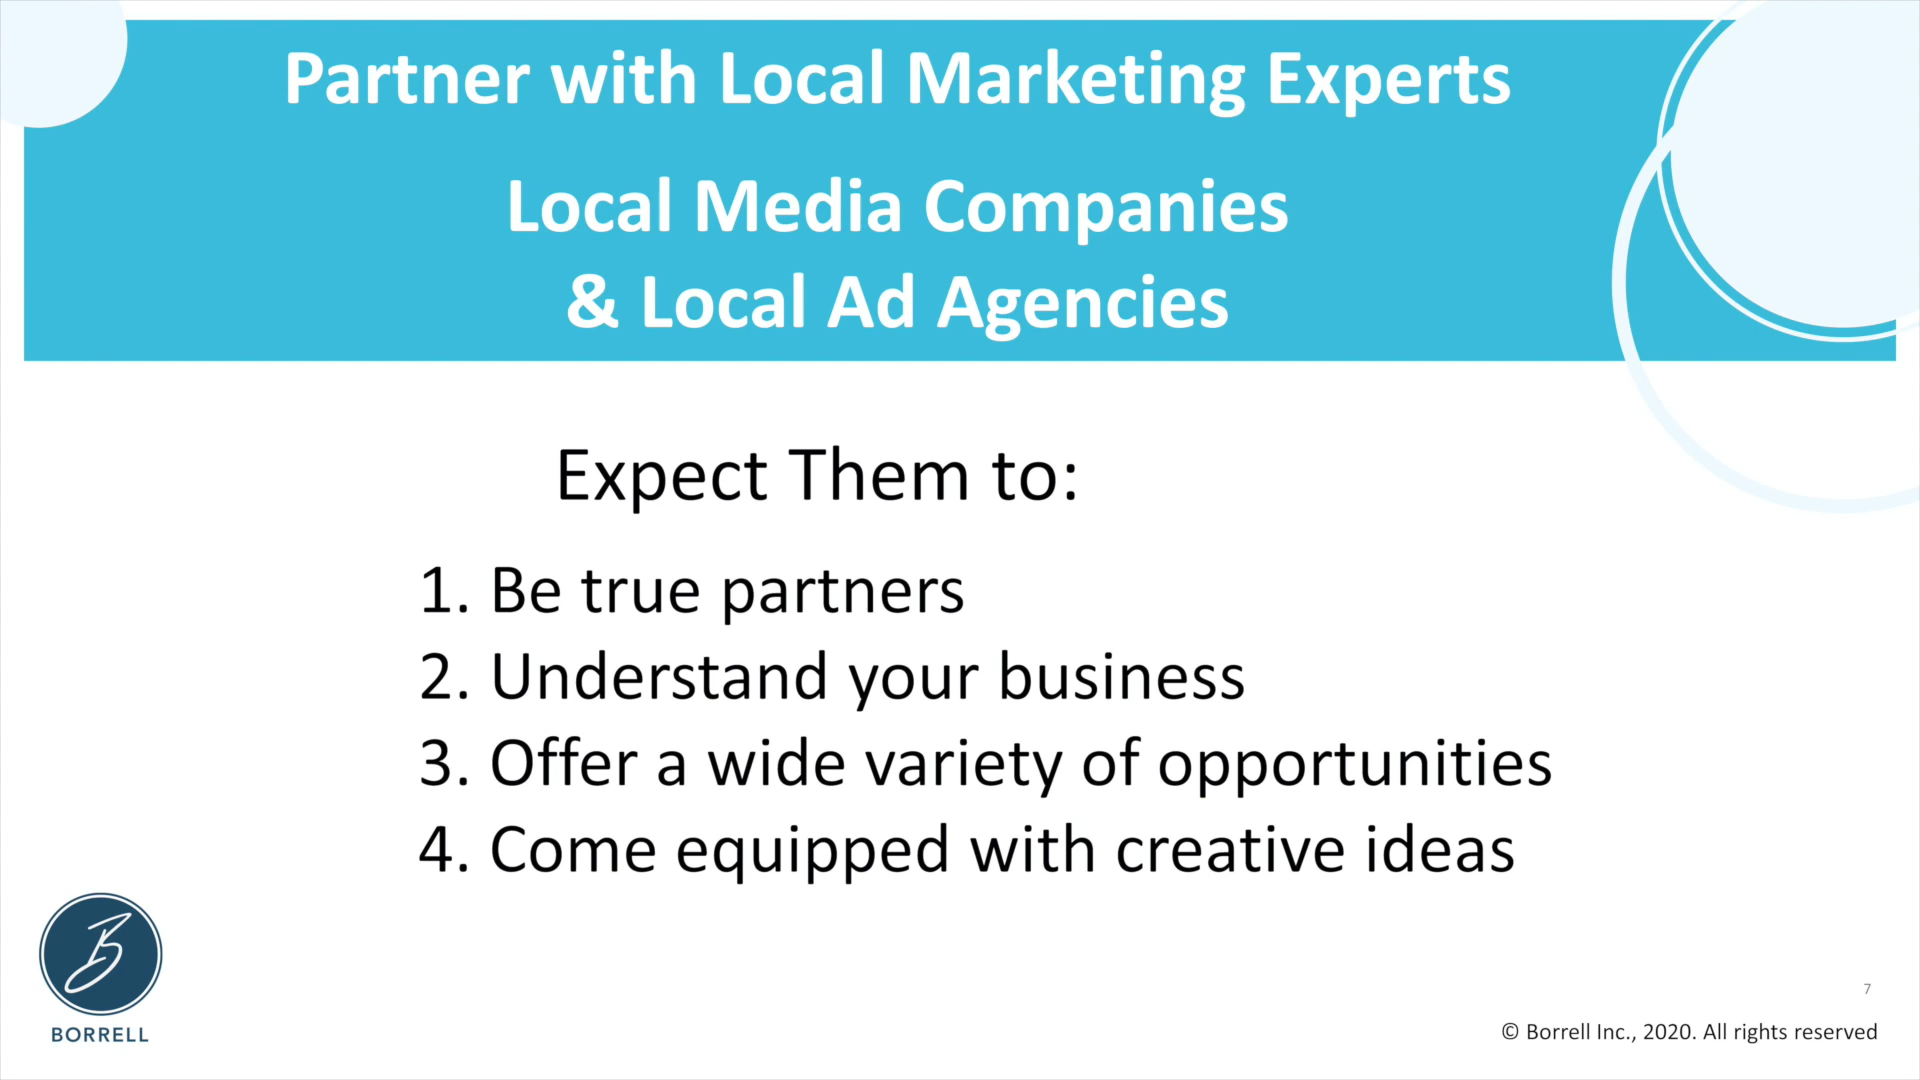 Partner with Local Marketing Experts
Local Media Companies
& Local Ad Agencies
Expect Them to:
1. Be true partners
2. Understand your business
3. Offer a wide variety of opportunities
4. Come equipped with creative ideas
B
BORRELL
7
© Borrell Inc., 2020. All rights reserved